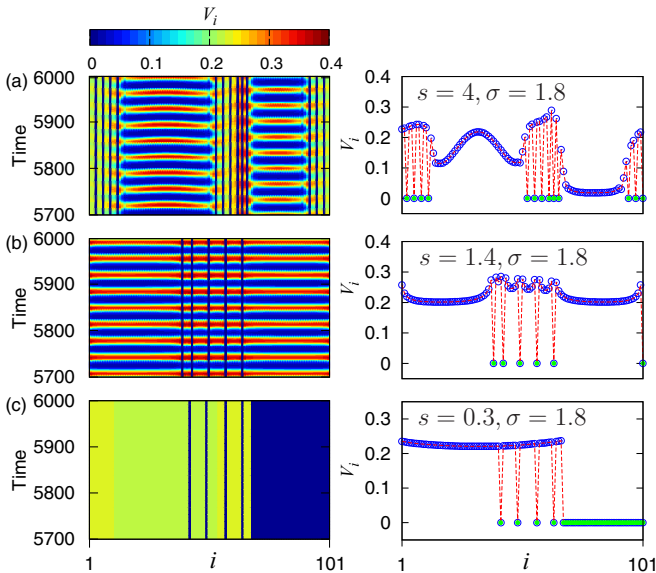 V_i
0 0.1 0.2 0.3 0.4
(a)
6000
5900
5800
5700
Time
0.4
0.3
0.2
0.1
0
V_i
s = 4, σ = 1.8
(b)
6000
5900
5800
5700
Time
0.4
0.3
0.2
0.1
0
V_i
s = 1.4, σ = 1.8
(c)
6000
5900
5800
5700
Time
0.3
0.2
0.1
0
V_i
s = 0.3, σ = 1.8
1 i 101
1 i 101